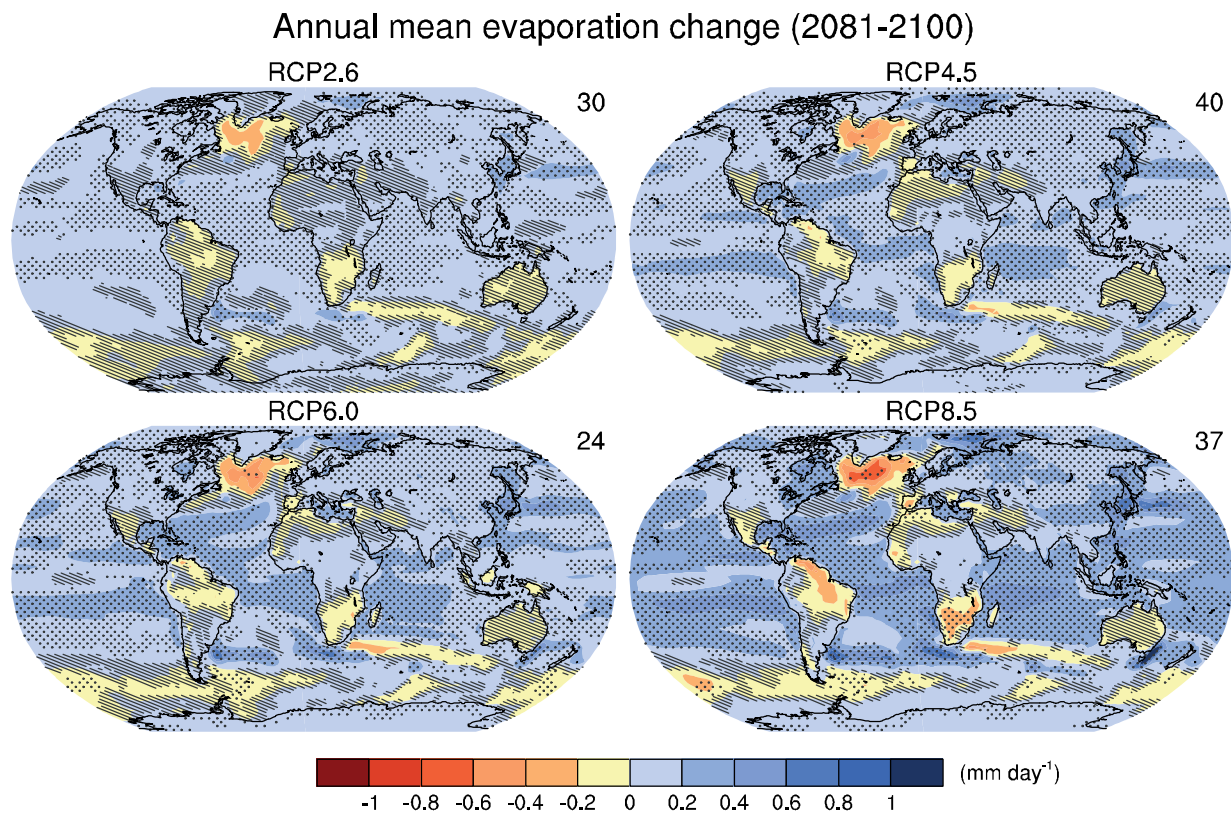 Annual mean evaporation change (2081-2100)
RCP2.6
30
RCP4.5
40
RCP6.0
24
RCP8.5
37
-1 -0.8 -0.6 -0.4 -0.2 0 0.2 0.4 0.6 0.8 1
(mm day⁻¹)